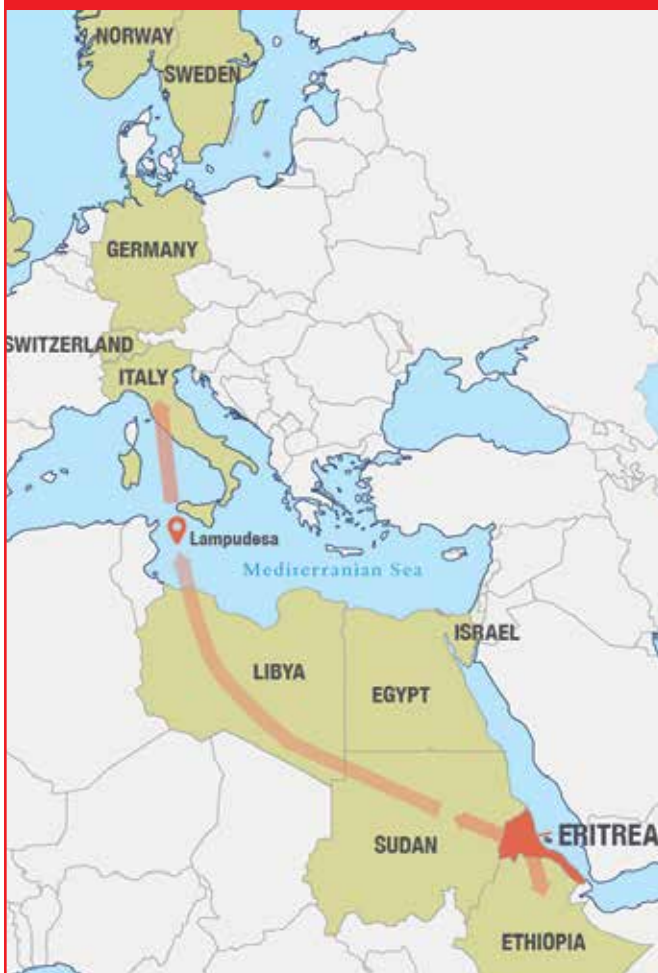 NORWAY
SWEDEN
GERMANY
SWITZERLAND
ITALY
Lampudesa
Mediterranian Sea
ISRAEL
LIBYA
EGYPT
ERITREA
SUDAN
ETHIOPIA